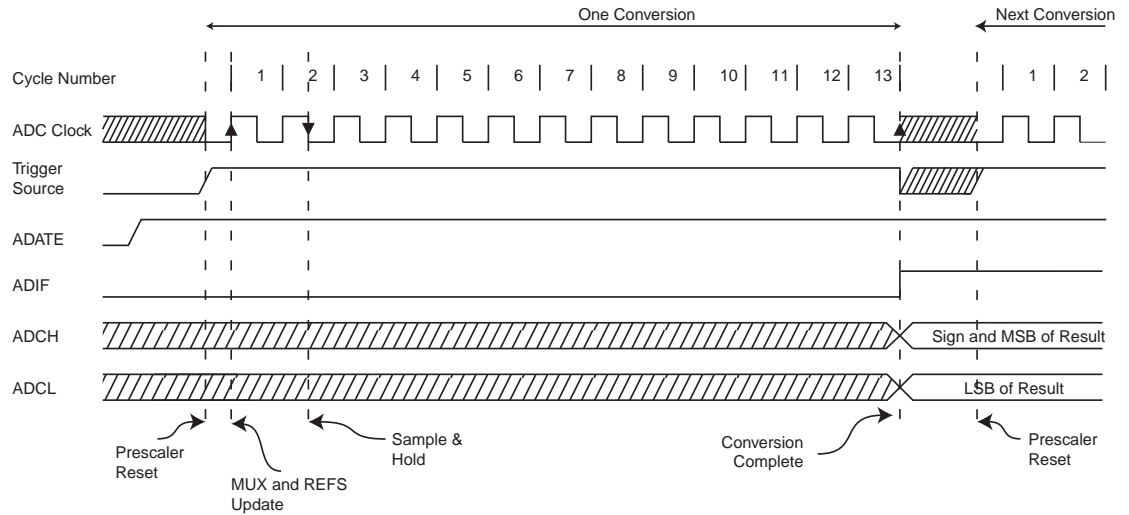 One Conversion
Next Conversion
Cycle Number
1 2 3 4 5 6 7 8 9 10 11 12 13 1 2
ADC Clock
Trigger
Source
ADATE
ADIF
ADCH
Sign and MSB of Result
ADCL
LSB of Result
Prescaler
Reset
MUX and REFS
Update
Sample &
Hold
Conversion
Complete
Prescaler
Reset